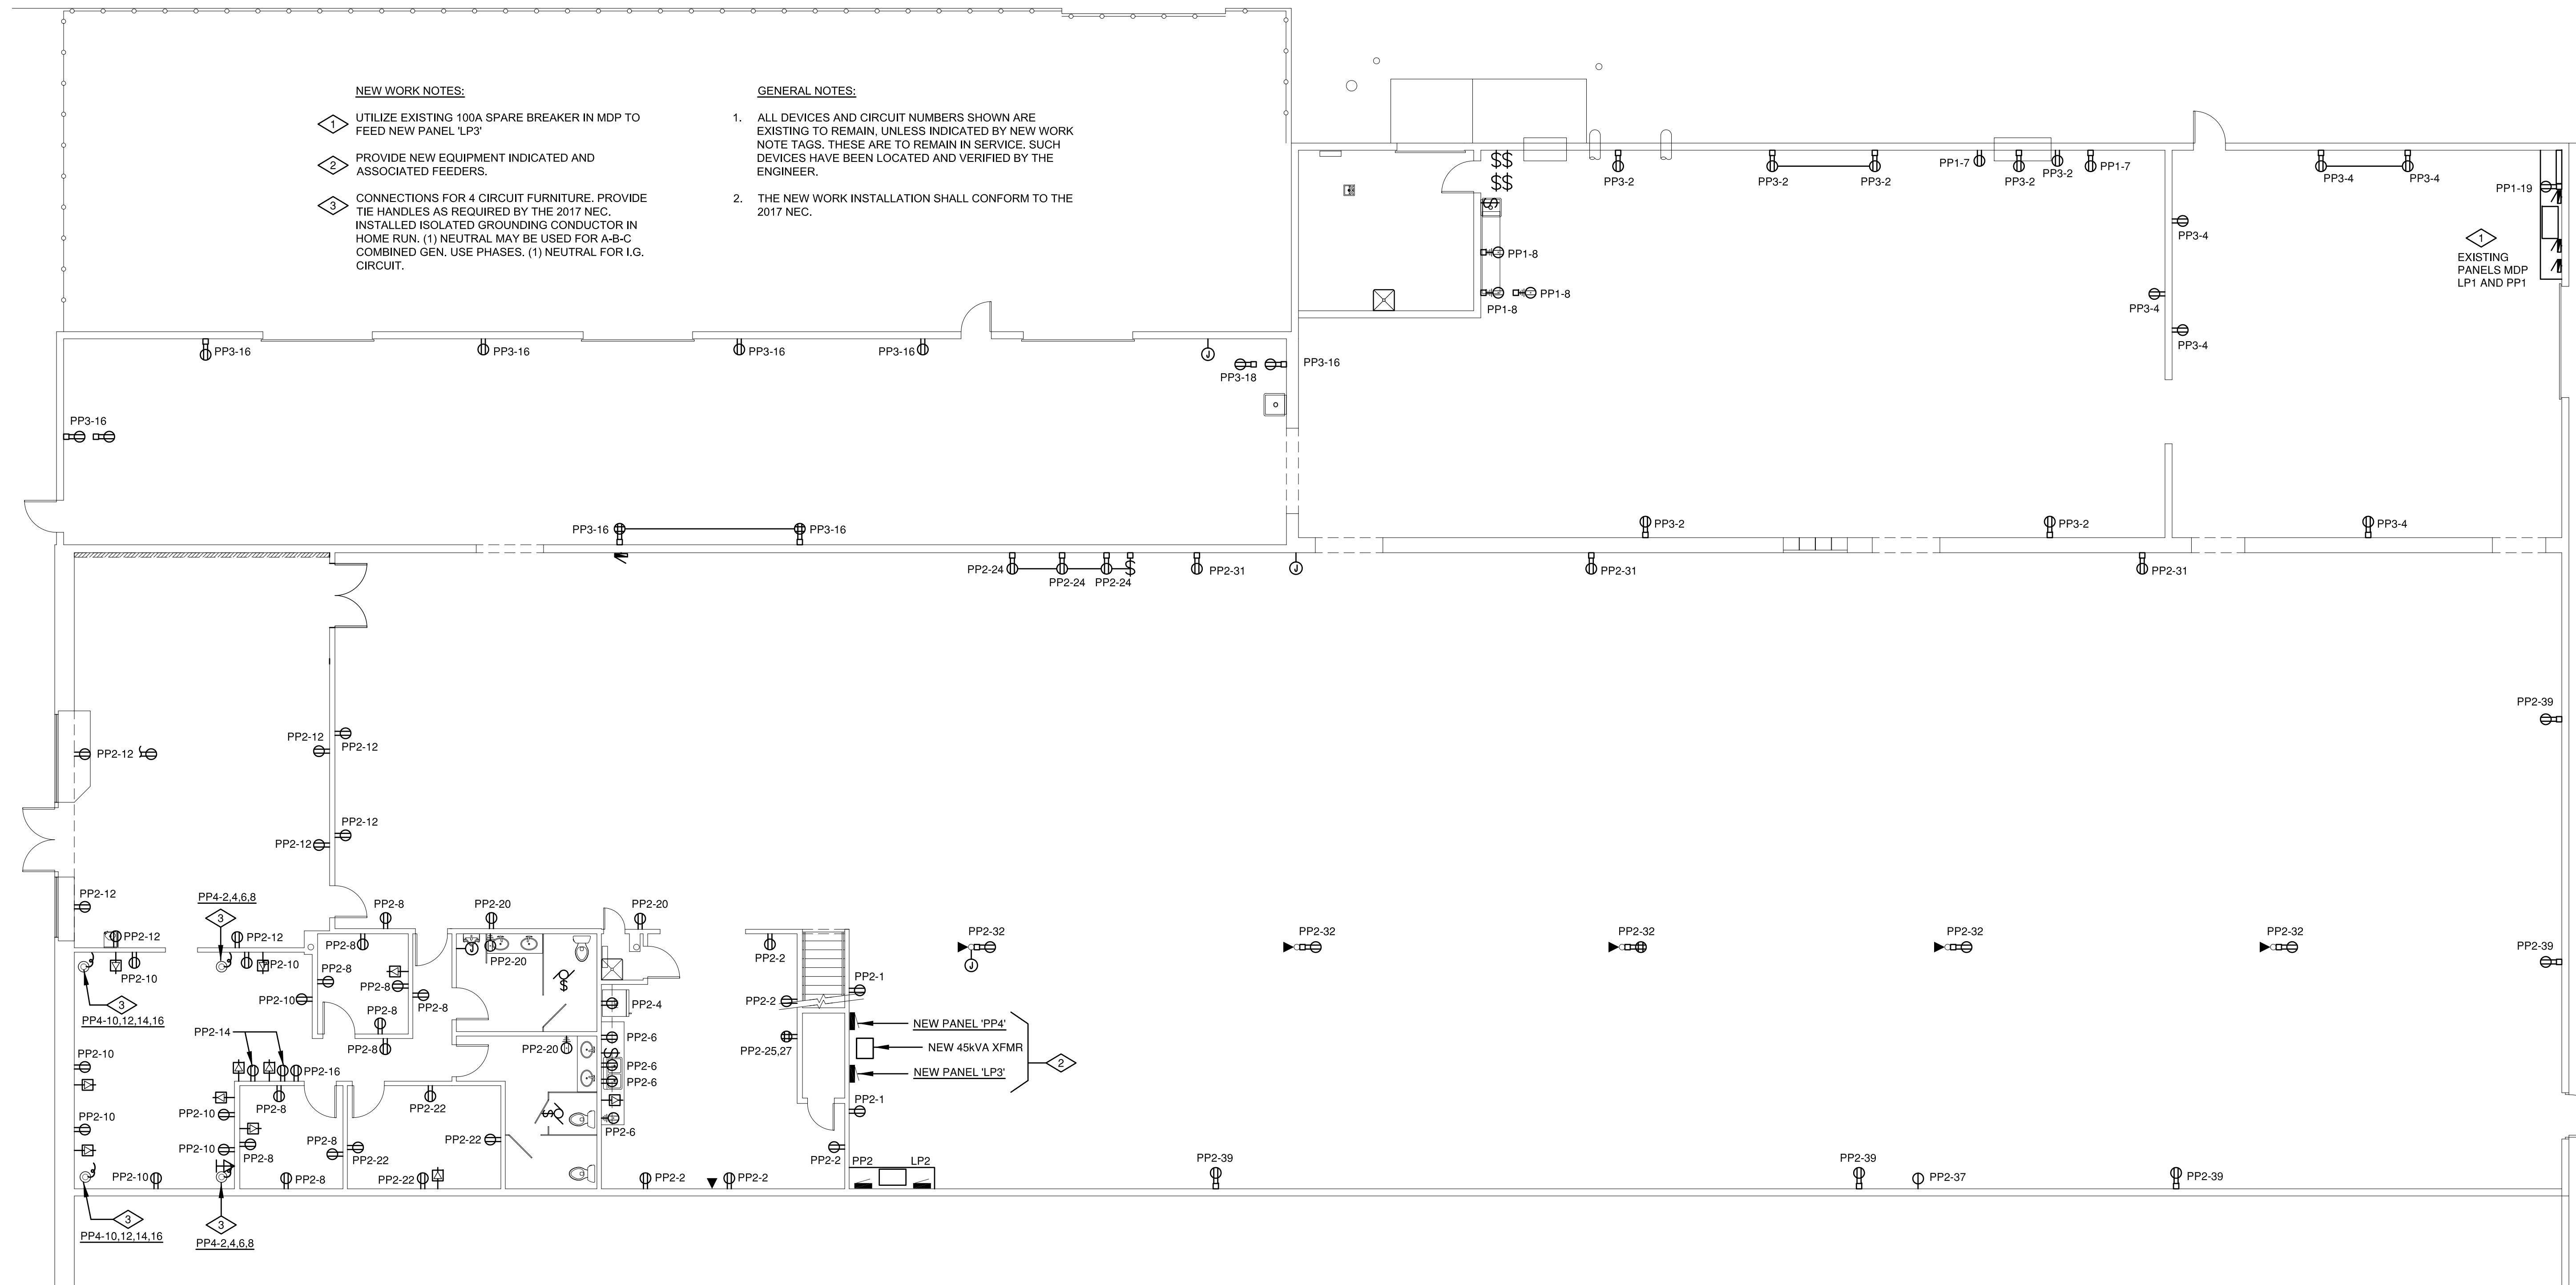 NEW WORK NOTES:
1
UTILIZE EXISTING 100A SPARE BREAKER IN MDP TO
FEED NEW PANEL 'LP3'
2
PROVIDE NEW EQUIPMENT INDICATED AND
ASSOCIATED FEEDERS.
3
CONNECTIONS FOR 4 CIRCUIT FURNITURE. PROVIDE
TIE HANDLES AS REQUIRED BY THE 2017 NEC.
INSTALLED ISOLATED GROUNDING CONDUCTOR IN
HOME RUN. (1) NEUTRAL MAY BE USED FOR A-B-C
COMBINED GEN. USE PHASES. (1) NEUTRAL FOR I.G.
CIRCUIT.
GENERAL NOTES:
1. ALL DEVICES AND CIRCUIT NUMBERS SHOWN ARE
EXISTING TO REMAIN, UNLESS INDICATED BY NEW WORK
NOTE TAGS. THESE ARE TO REMAIN IN SERVICE. SUCH
DEVICES HAVE BEEN LOCATED AND VERIFIED BY THE
ENGINEER.
2. THE NEW WORK INSTALLATION SHALL CONFORM TO THE
2017 NEC.
$$
$$
PP3-2
PP3-2
PP3-2
PP1-7
PP3-2
PP3-2
PP1-7
PP3-4
PP3-4
PP1-19
S
PP3-4
1
EXISTING
PANELS MDP
LP1 AND PP1
PP1-8
PP1-8
PP1-8
PP3-4
PP3-4
PP3-16
PP3-16
PP3-16
PP3-16
J
PP3-18
PP3-16
PP3-16
PP3-16
PP3-16
PP3-2
PP3-2
PP3-4
PP2-24
PP2-24
PP2-24
$
PP2-31
J
PP2-31
PP2-31
PP2-39
PP2-12
PP2-12
PP2-12
PP2-12
PP2-12
PP2-12
PP4-2,4,6,8
3
PP2-8
PP2-20
PP2-20
PP2-12
PP2-12
PP2-8
J
PP2-20
PP2-2
PP2-32
J
PP2-32
PP2-32
PP2-32
PP2-32
PP2-39
PP2-10
PP2-10
PP2-8
PP2-8
PP2-8
PP2-10
$
PP2-1
PP2-2
PP2-4
3
PP4-10,12,14,16
PP2-8
PP2-14
PP2-8
PP2-20
PP2-6
PP2-25,27
NEW PANEL 'PP4'
NEW 45kVA XFMR
NEW PANEL 'LP3'
2
PP2-10
PP2-16
PP2-6
PP2-6
PP2-1
PP2-10
PP2-10
PP2-8
PP2-22
$
PP2-6
PP2-10
PP2-8
PP2-8
PP2-22
PP2-22
PP2-2
PP2
LP2
PP2-10
PP2-8
PP2-22
PP2-2
PP2-2
PP2-39
PP2-39
PP2-37
PP2-39
3
PP4-10,12,14,16
3
PP4-2,4,6,8